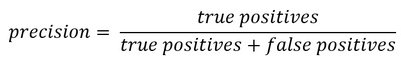 precision = true positives / true positives + false positives